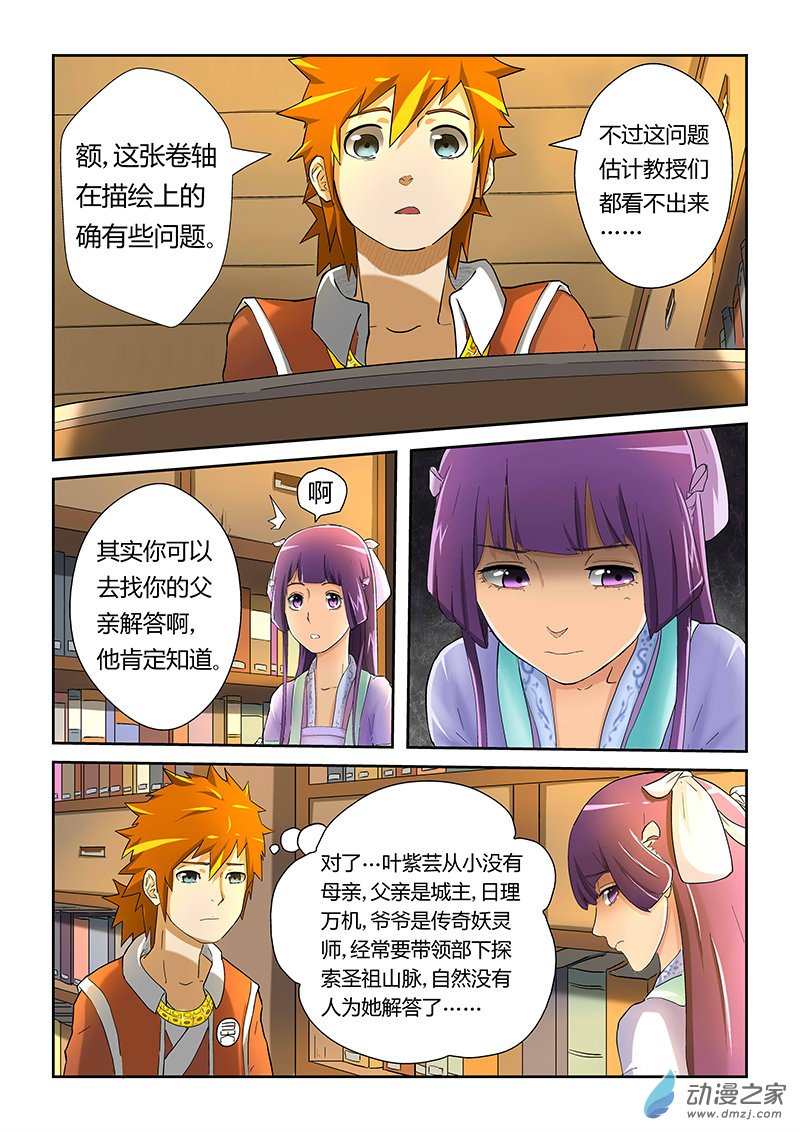 额，这张卷轴
在描绘上的
确有些问题。
不过这问题
估计教授们
都看不出来
……
其实你可以
去找你的父
亲解答啊，
他肯定知道。
啊
对了…叶紫芸从小没有
母亲，父亲是城主，日理
万机，爷爷是传奇妖灵
师，经常要带领部下探
索圣祖山脉，自然没有
人为她解答了……
动漫之家
www.dmzj.com